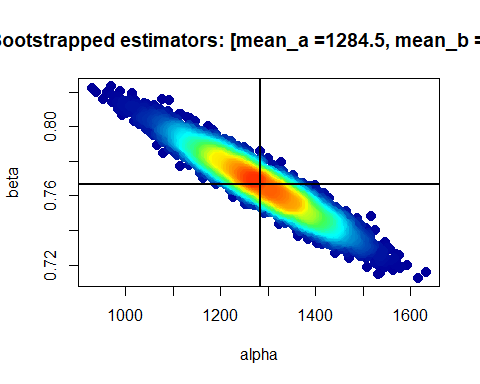 Bootstrapped estimators: [mean_a =1284.5, mean_b =
beta
0.80
0.76
0.72
1000
1200
1400
1600
alpha